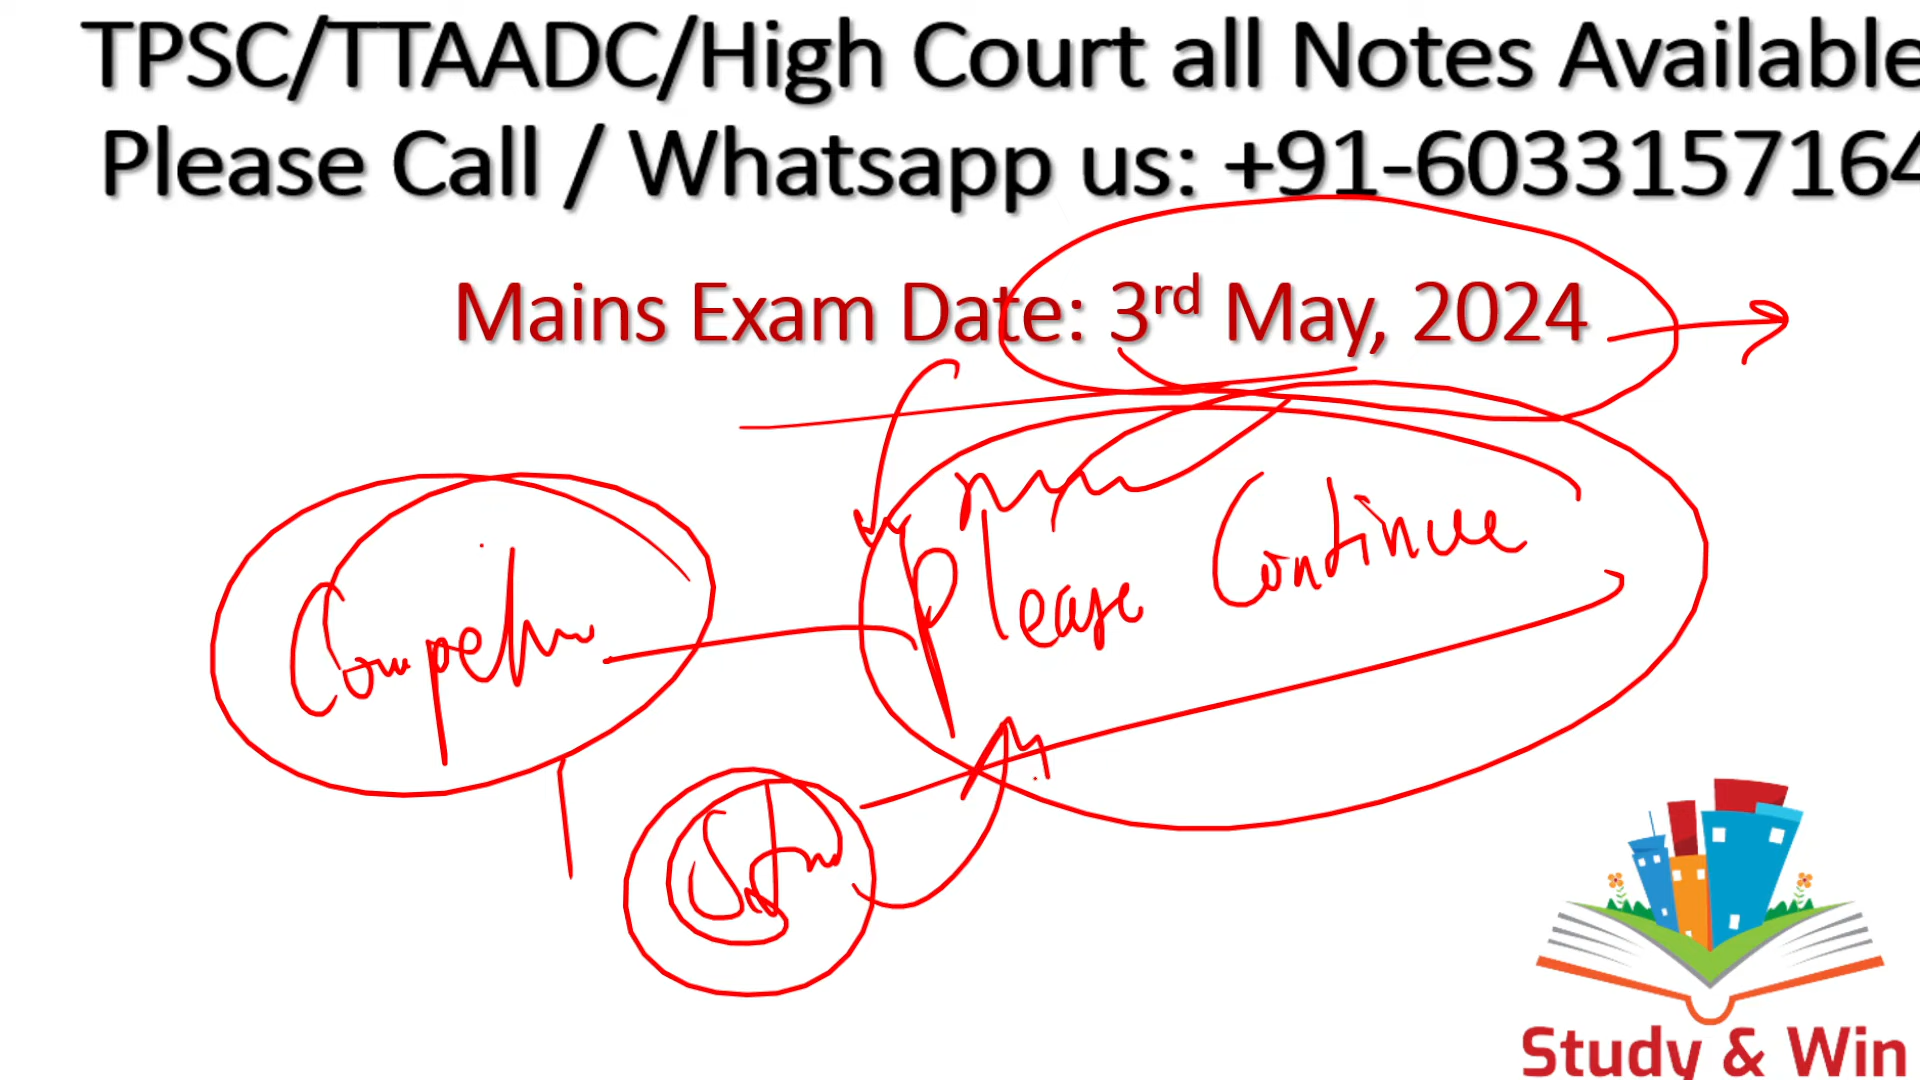 TPSC/TTAADC/High Court all Notes Available
Please Call / Whatsapp us: +91-6033157164
Mains Exam Date: 3rd May, 2024
Please Continue
Study & Win